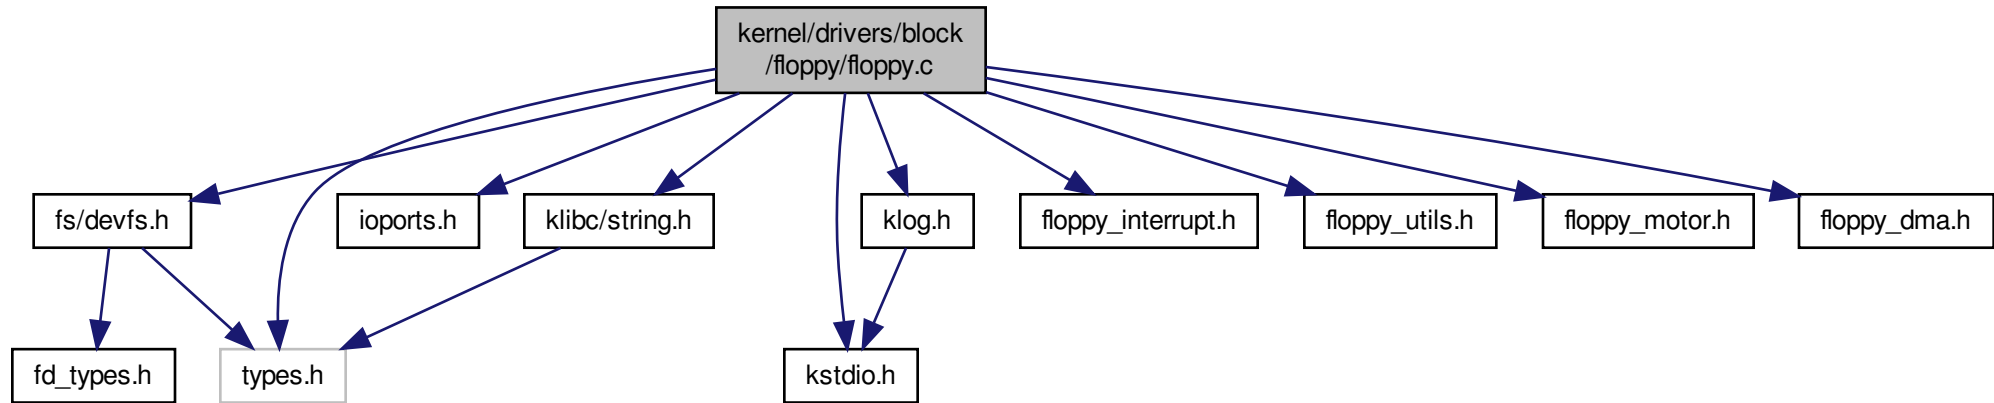 kernel/drivers/block
/floppy/floppy.c
fs/devfs.h
ioports.h
klibc/string.h
klog.h
floppy_interrupt.h
floppy_utils.h
floppy_motor.h
floppy_dma.h
fd_types.h
types.h
kstdio.h